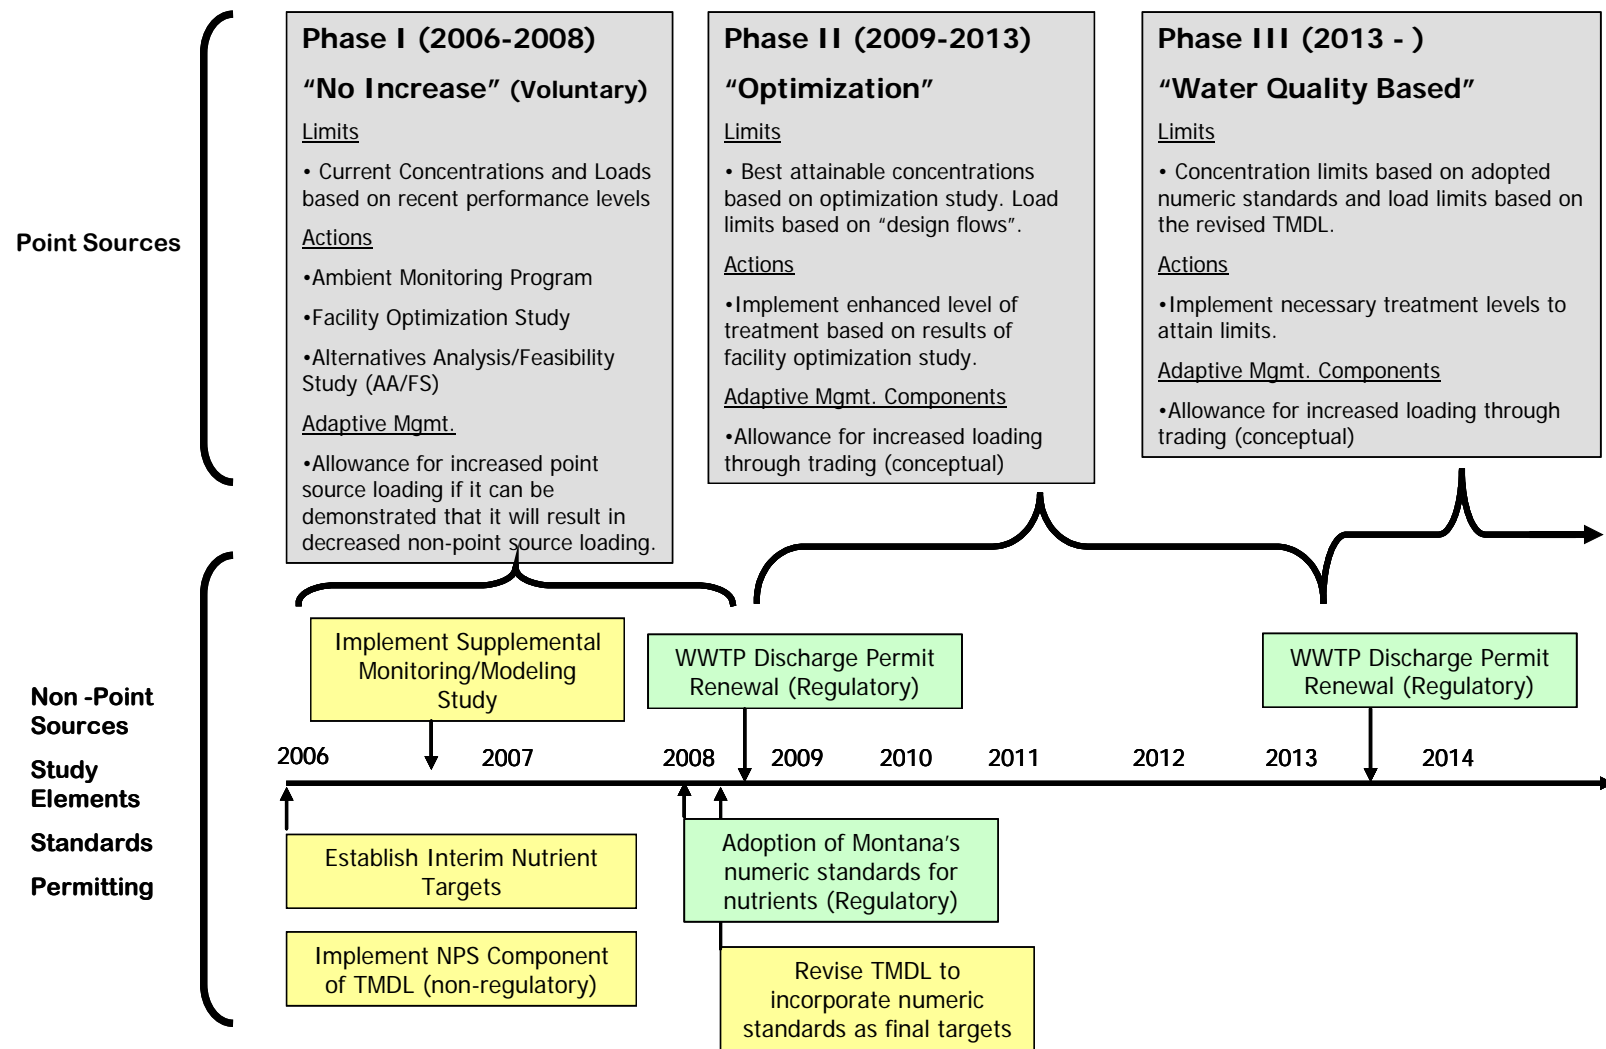 Point Sources
Phase I (2006-2008)
“No Increase” (Voluntary)
Limits
• Current Concentrations and Loads
based on recent performance levels
Actions
•Ambient Monitoring Program
•Facility Optimization Study
•Alternatives Analysis/Feasibility
Study (AA/FS)
Adaptive Mgmt.
•Allowance for increased point
source loading if it can be
demonstrated that it will result in
decreased non-point source loading.
Phase II (2009-2013)
“Optimization”
Limits
• Best attainable concentrations
based on optimization study. Load
limits based on “design flows”.
Actions
•Implement enhanced level of
treatment based on results of
facility optimization study.
Adaptive Mgmt. Components
•Allowance for increased loading
through trading (conceptual)
Phase III (2013 - )
“Water Quality Based”
Limits
• Concentration limits based on adopted
numeric standards and load limits based on
the revised TMDL.
Actions
•Implement necessary treatment levels to
attain limits.
Adaptive Mgmt. Components
•Allowance for increased loading through
trading (conceptual)
Non -Point
Sources
Study
Elements
Standards
Permitting
Implement Supplemental
Monitoring/Modeling
Study
WWTP Discharge Permit
Renewal (Regulatory)
WWTP Discharge Permit
Renewal (Regulatory)
2006 2007 2008 2009 2010 2011 2012 2013 2014
Establish Interim Nutrient
Targets
Implement NPS Component
of TMDL (non-regulatory)
Adoption of Montana’s
numeric standards for
nutrients (Regulatory)
Revise TMDL to
incorporate numeric
standards as final targets